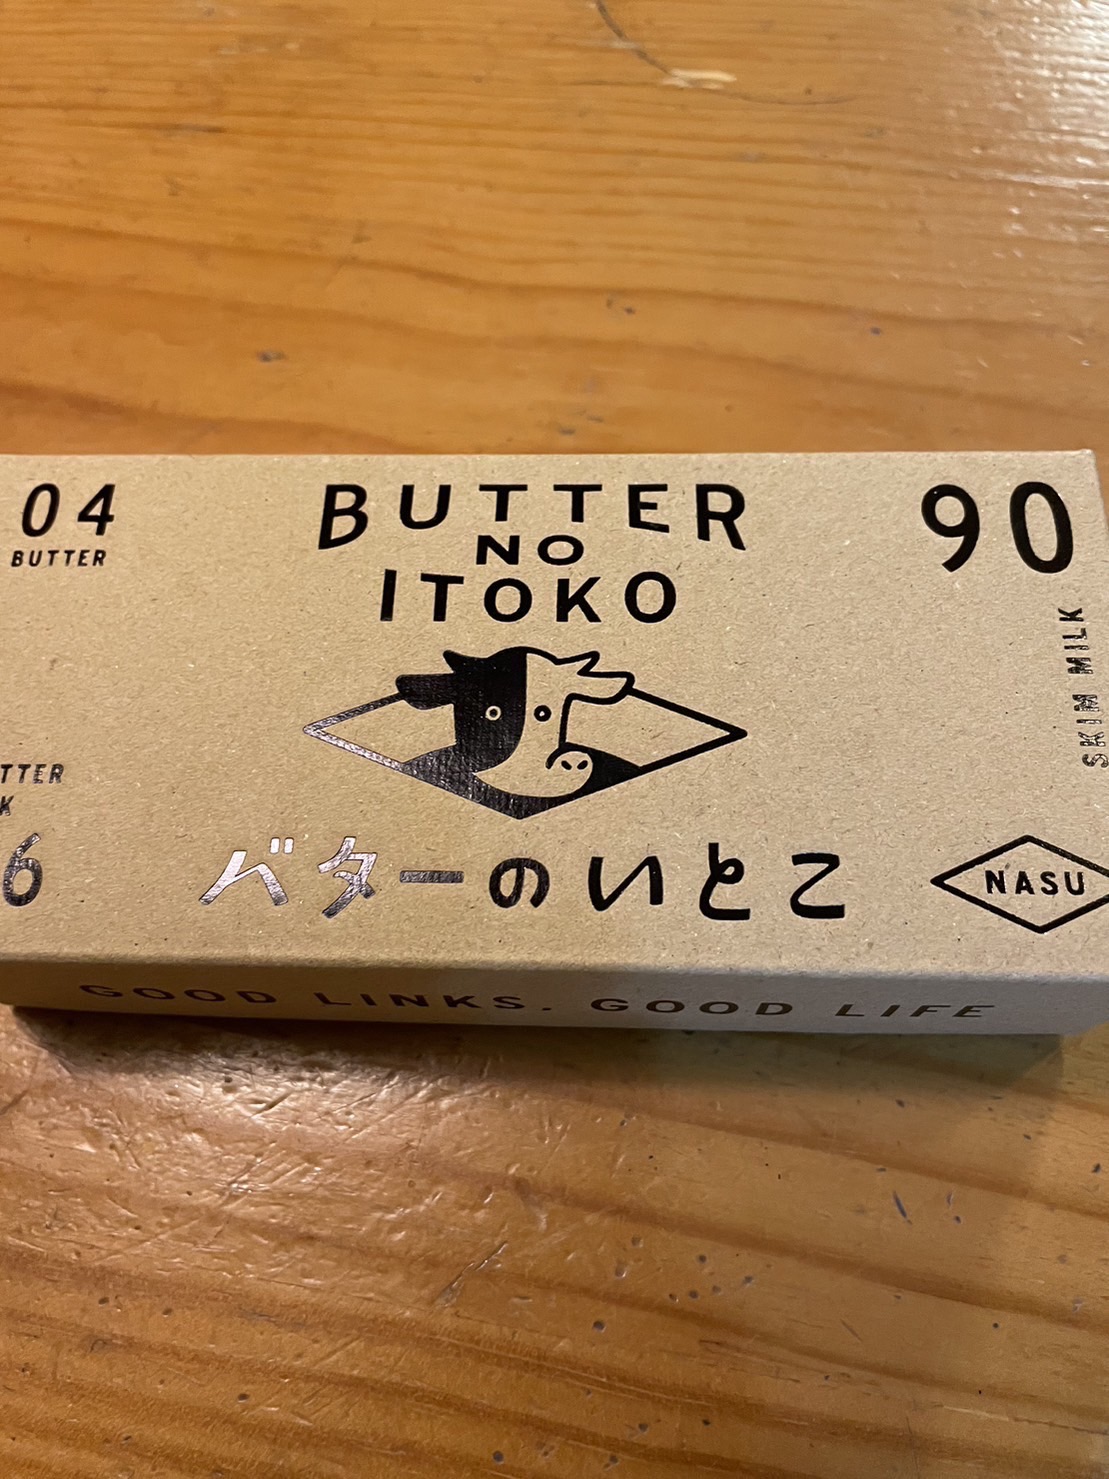 04
BUTTER
BUTTER
NO
ITOKO
90
SKIM MILK
TTER
K
6
バターのいとこ
NASU
GOOD LINKS. GOOD LIFE